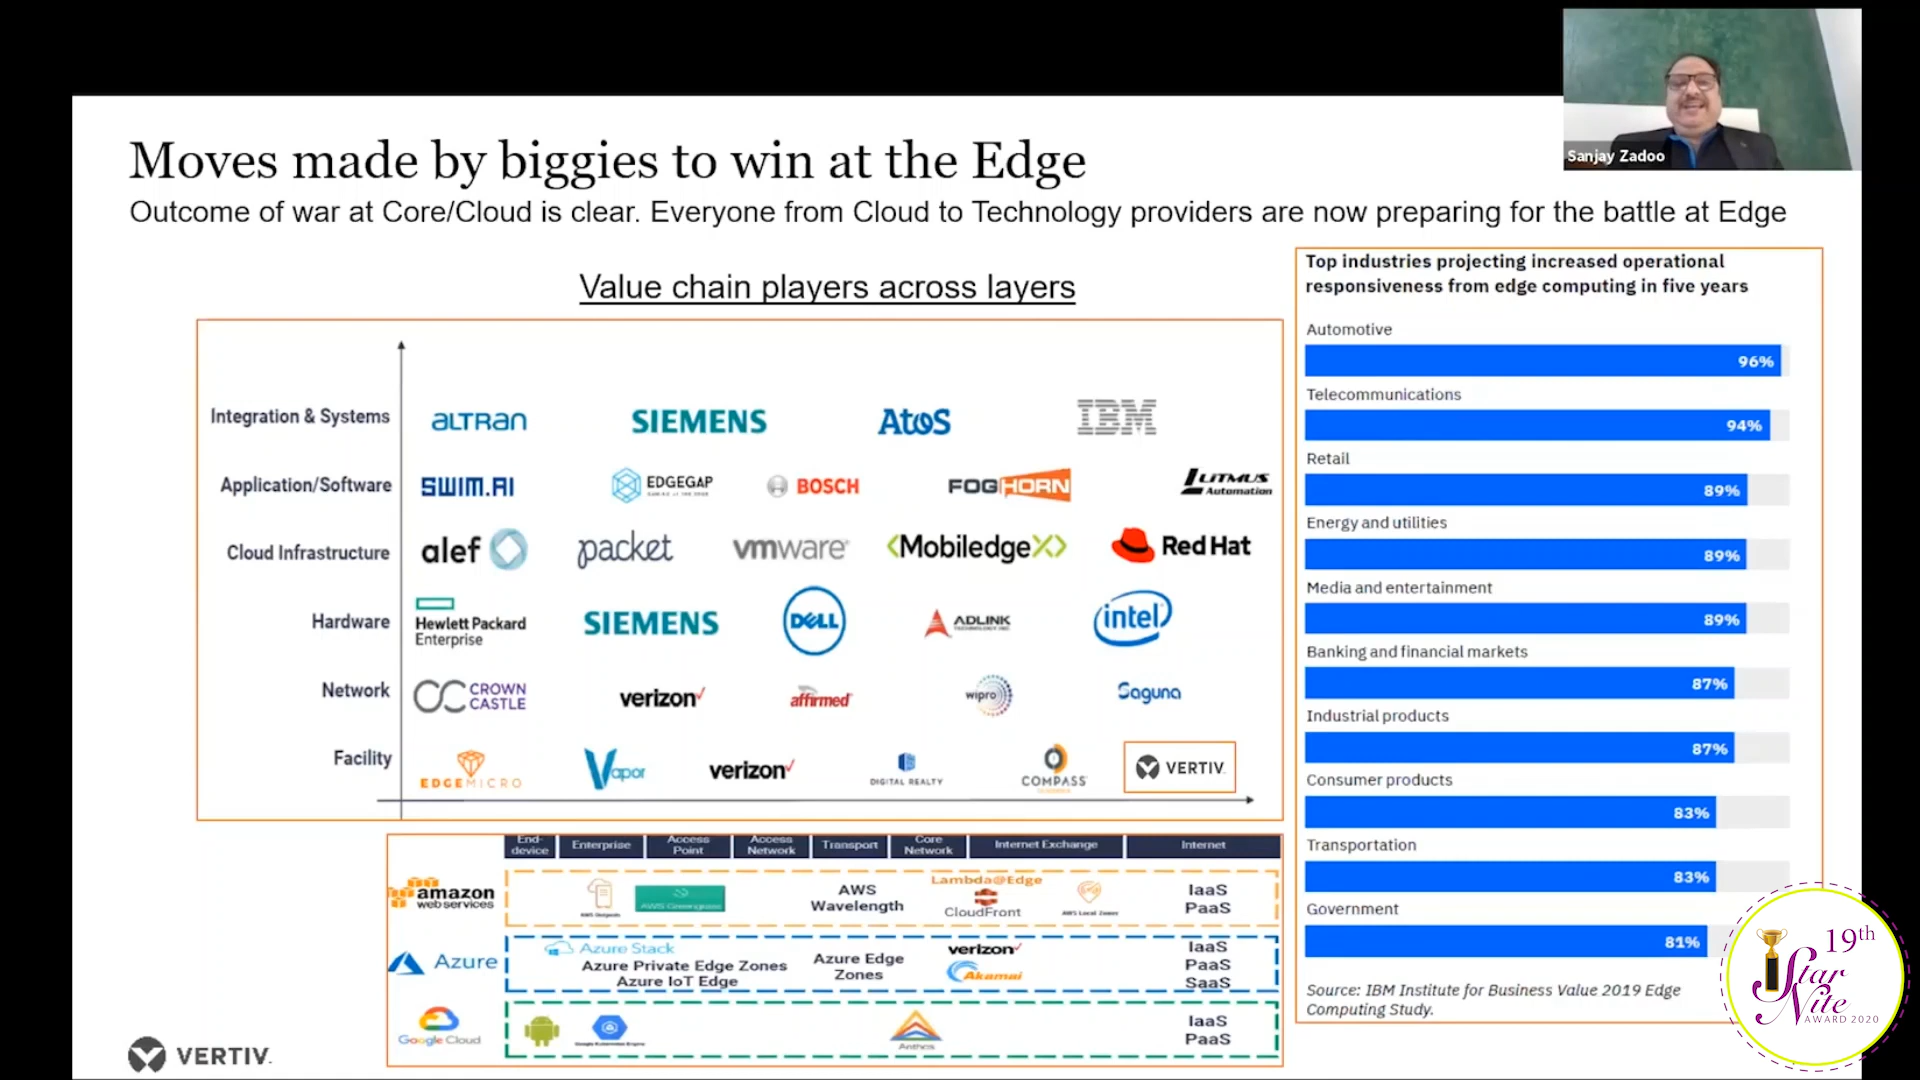 Sanjay Zadoo
Moves made by biggies to win at the Edge
Outcome of war at Core/Cloud is clear. Everyone from Cloud to Technology providers are now preparing for the battle at Edge
Value chain players across layers
Integration & Systems
aLTRan
SIEMENS
Atos
IBM
Application/Software
SWIM.AI
EDGEGAP
BOSCH
FOGHORN
LITMUS
Automation
Cloud Infrastructure
alef
packet
vmware
<MobiledgeX>
Red Hat
Hardware
Hewlett Packard
Enterprise
SIEMENS
DELL
ADLINK
TECHNOLOGY INC.
intel
Network
CROWN
CASTLE
verizon
affirmed
wipro
Saguna
Facility
EDGEMICRO
Vapor
verizon
DIGITAL REALTY
COMPASS
VERTIV
End-
device
Enterprise
Access
Point
Access
Network
Transport
Core
Network
Internet Exchange
Internet
amazon
web services
AWS Outposts
AWS Greengrass
AWS
Wavelength
Lambda@Edge
CloudFront
AWS Local Zones
IaaS
PaaS
Azure
Azure Stack
Azure Private Edge Zones
Azure IoT Edge
Azure Edge
Zones
verizon
Akamai
IaaS
PaaS
SaaS
Google Cloud
Google Kubernetes Engine
Anthos
IaaS
PaaS
VERTIV.
Top industries projecting increased operational
responsiveness from edge computing in five years
Automotive
96%
Telecommunications
94%
Retail
89%
Energy and utilities
89%
Media and entertainment
89%
Banking and financial markets
87%
Industrial products
87%
Consumer products
83%
Transportation
83%
Government
81%
Source: IBM Institute for Business Value 2019 Edge
Computing Study.
19th
Star
Nite
AWARD 2020